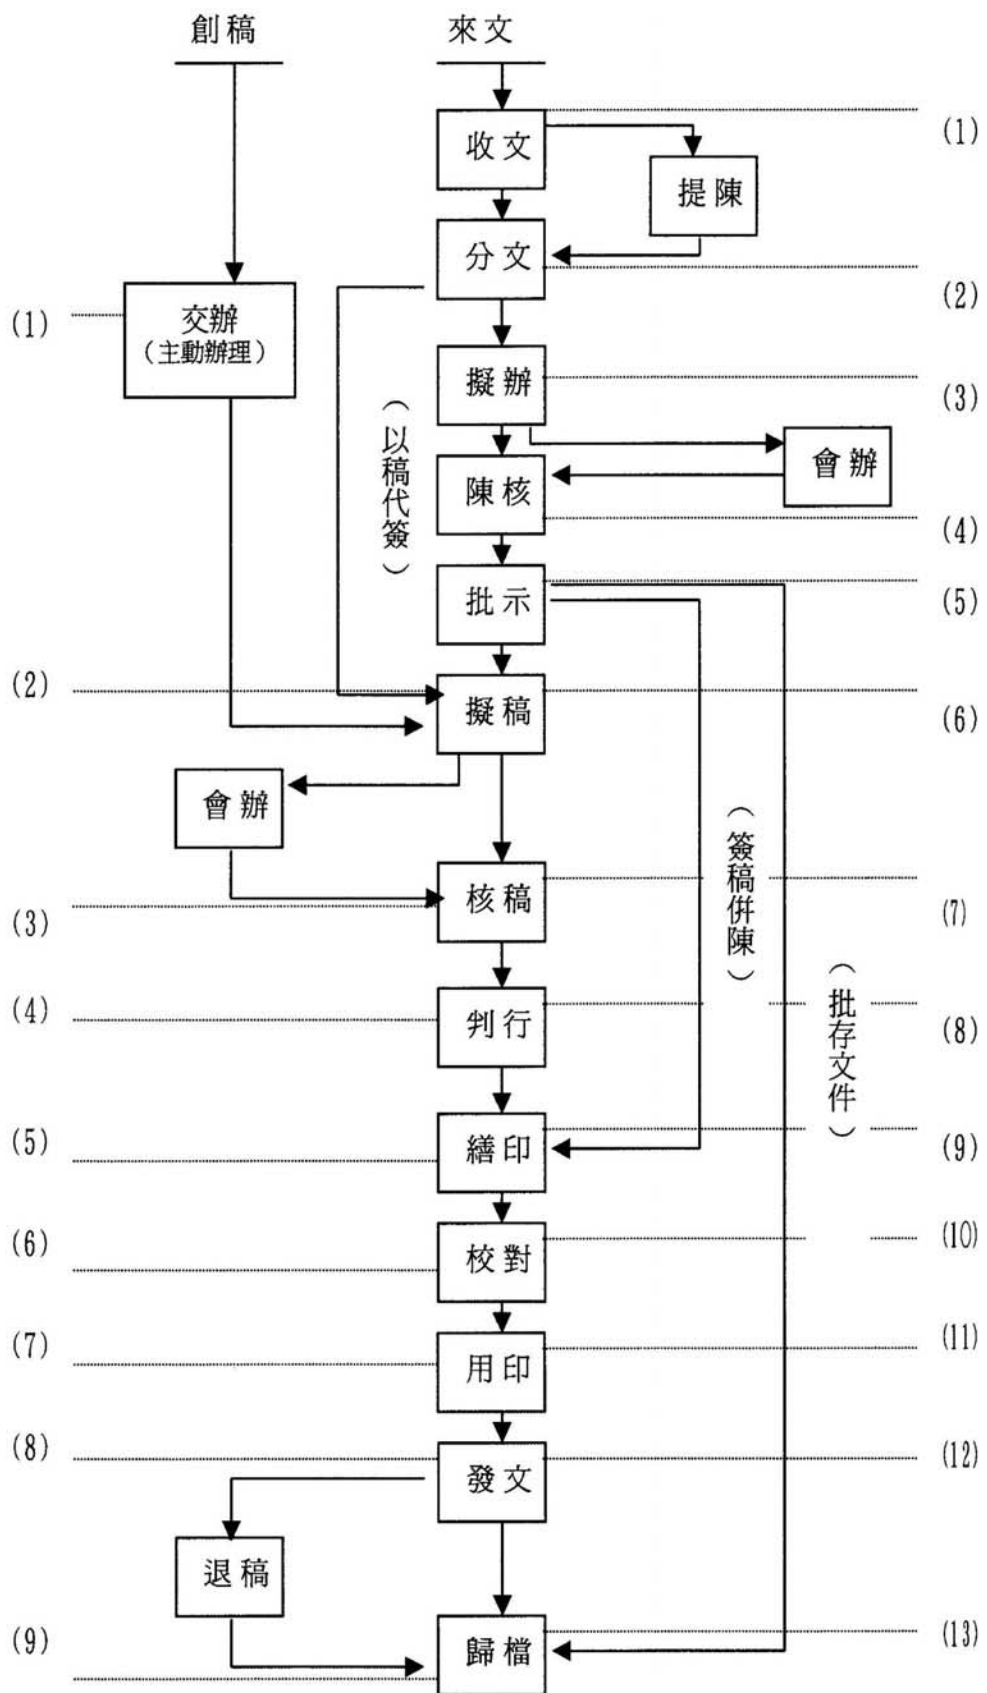 創稿
來文
收文
(1)
提陳
分文
(2)
(1)
交辦
（主動辦理）
擬辦
(3)
（以稿代簽）
會辦
陳核
(4)
批示
(5)
(2)
擬稿
(6)
會辦
（簽稿併陳）
核稿
(3)
(7)
（批存文件）
(4)
判行
(8)
(5)
繕印
(9)
(6)
校對
(10)
(7)
用印
(11)
(8)
發文
(12)
退稿
(9)
歸檔
(13)